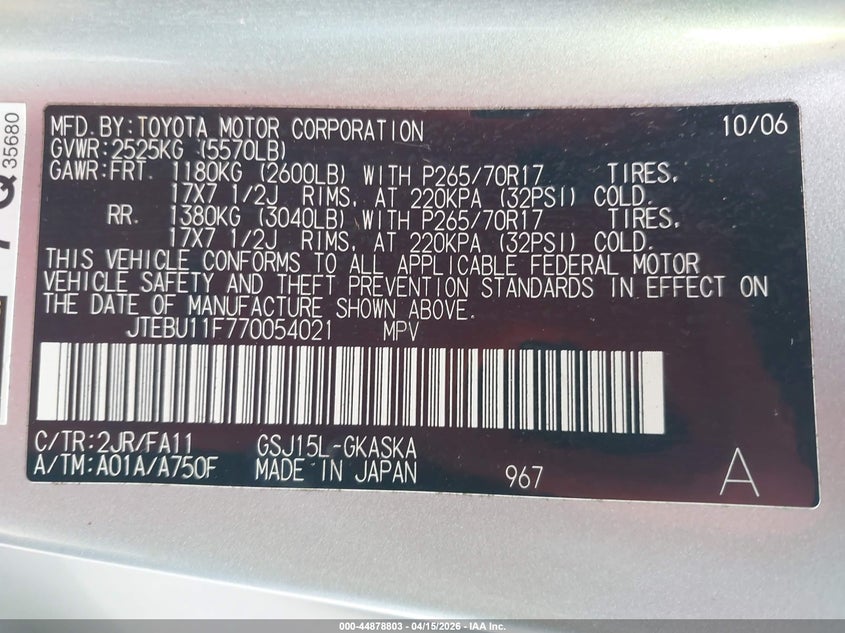 MFD. BY: TOYOTA MOTOR CORPORATION 10/06
GVWR: 2525KG (5570LB)
GAWR: FRT. 1180KG (2600LB) WITH P265/70R17 TIRES,
17X7 1/2J RIMS, AT 220KPA (32PSI) COLD.
RR. 1380KG (3040LB) WITH P265/70R17 TIRES,
17X7 1/2J RIMS, AT 220KPA (32PSI) COLD.
THIS VEHICLE CONFORMS TO ALL APPLICABLE FEDERAL MOTOR
VEHICLE SAFETY AND THEFT PREVENTION STANDARDS IN EFFECT ON
THE DATE OF MANUFACTURE SHOWN ABOVE.
JTEBU11F770054021 MPV
C/TR: 2JR/FA11 GSJ15L-GKASKA
A/TM: A01A/A750F MADE IN JAPAN 967 A
35680
000-44878803 - 04/15/2026 - IAA Inc.